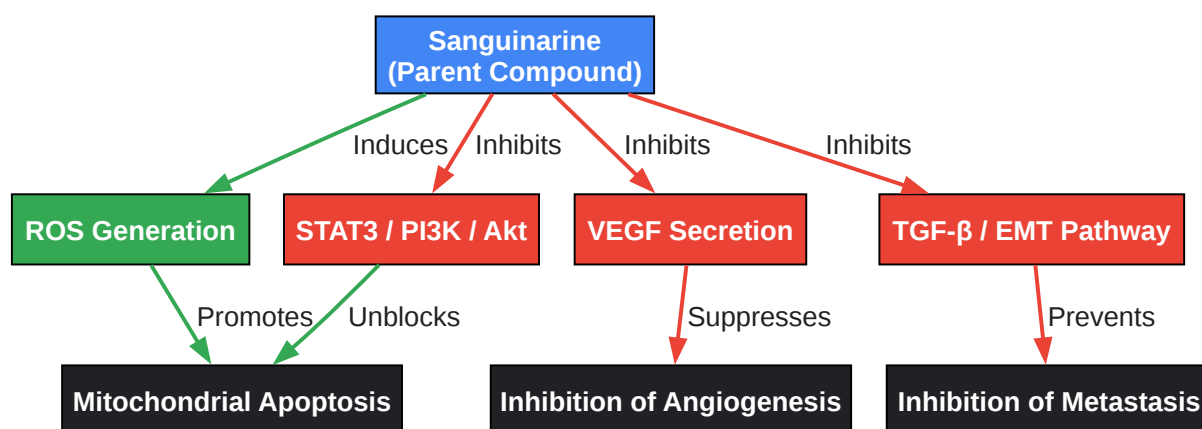 Sanguinarine
(Parent Compound)
Induces
Inhibits
Inhibits
Inhibits
ROS Generation
STAT3 / PI3K / Akt
VEGF Secretion
TGF-β / EMT Pathway
Promotes
Unblocks
Suppresses
Prevents
Mitochondrial Apoptosis
Inhibition of Angiogenesis
Inhibition of Metastasis